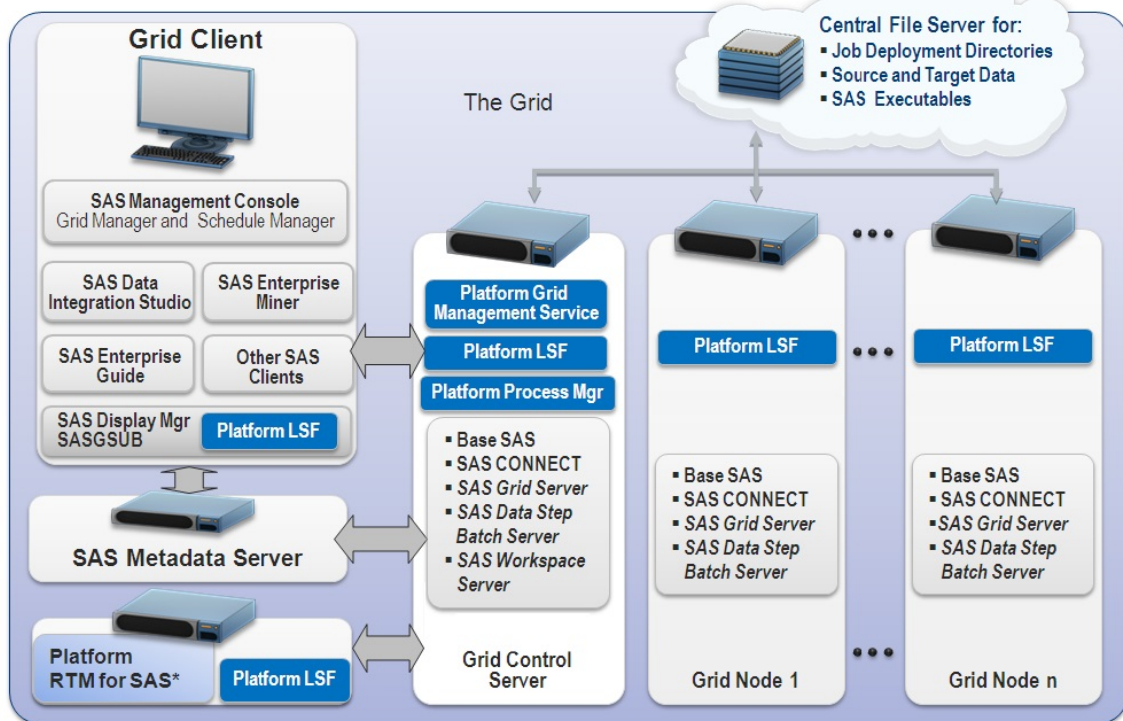 Grid Client
SAS Management Console
Grid Manager and Schedule Manager
SAS Data
Integration Studio
SAS Enterprise
Miner
SAS Enterprise
Guide
Other SAS
Clients
SAS Display Mgr
SASGSUB
Platform LSF
SAS Metadata Server
Platform
RTM for SAS*
Platform LSF
The Grid
Central File Server for:
▪ Job Deployment Directories
▪ Source and Target Data
▪ SAS Executables
Platform Grid
Management Service
Platform LSF
Platform Process Mgr
▪ Base SAS
▪ SAS CONNECT
▪ SAS Grid Server
▪ SAS Data Step
Batch Server
▪ SAS Workspace
Server
Grid Control
Server
Platform LSF
▪ Base SAS
▪ SAS CONNECT
▪ SAS Grid Server
▪ SAS Data Step
Batch Server
Grid Node 1
Platform LSF
▪ Base SAS
▪ SAS CONNECT
▪ SAS Grid Server
▪ SAS Data Step
Batch Server
Grid Node n